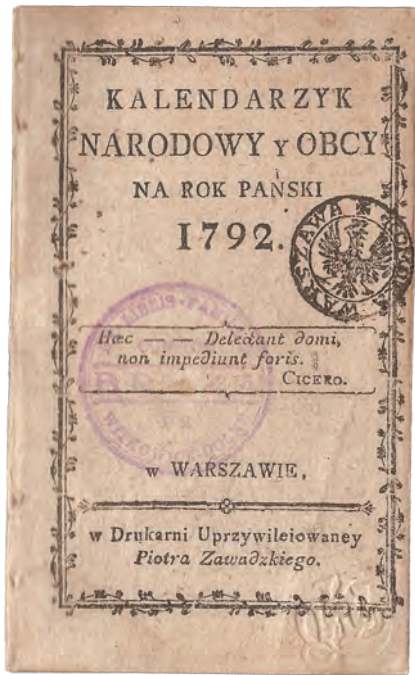 KALENDARZYK
NARODOWY Y OBCY
NA ROK PAŃSKI
1792.
WARSZAWA
Hæc — — Delectant domi,
non impediunt foris.
CICERO.
w WARSZAWIE,
w Drukarni Uprzywileiowaney
Piotra Zawadzkiego.